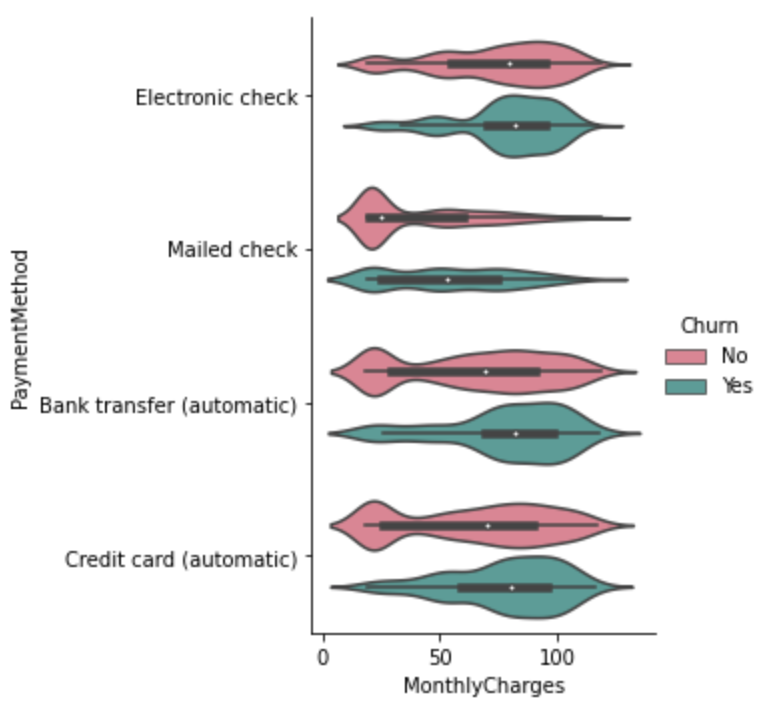 PaymentMethod
Electronic check
Mailed check
Bank transfer (automatic)
Credit card (automatic)
0 50 100
MonthlyCharges
Churn
No
Yes